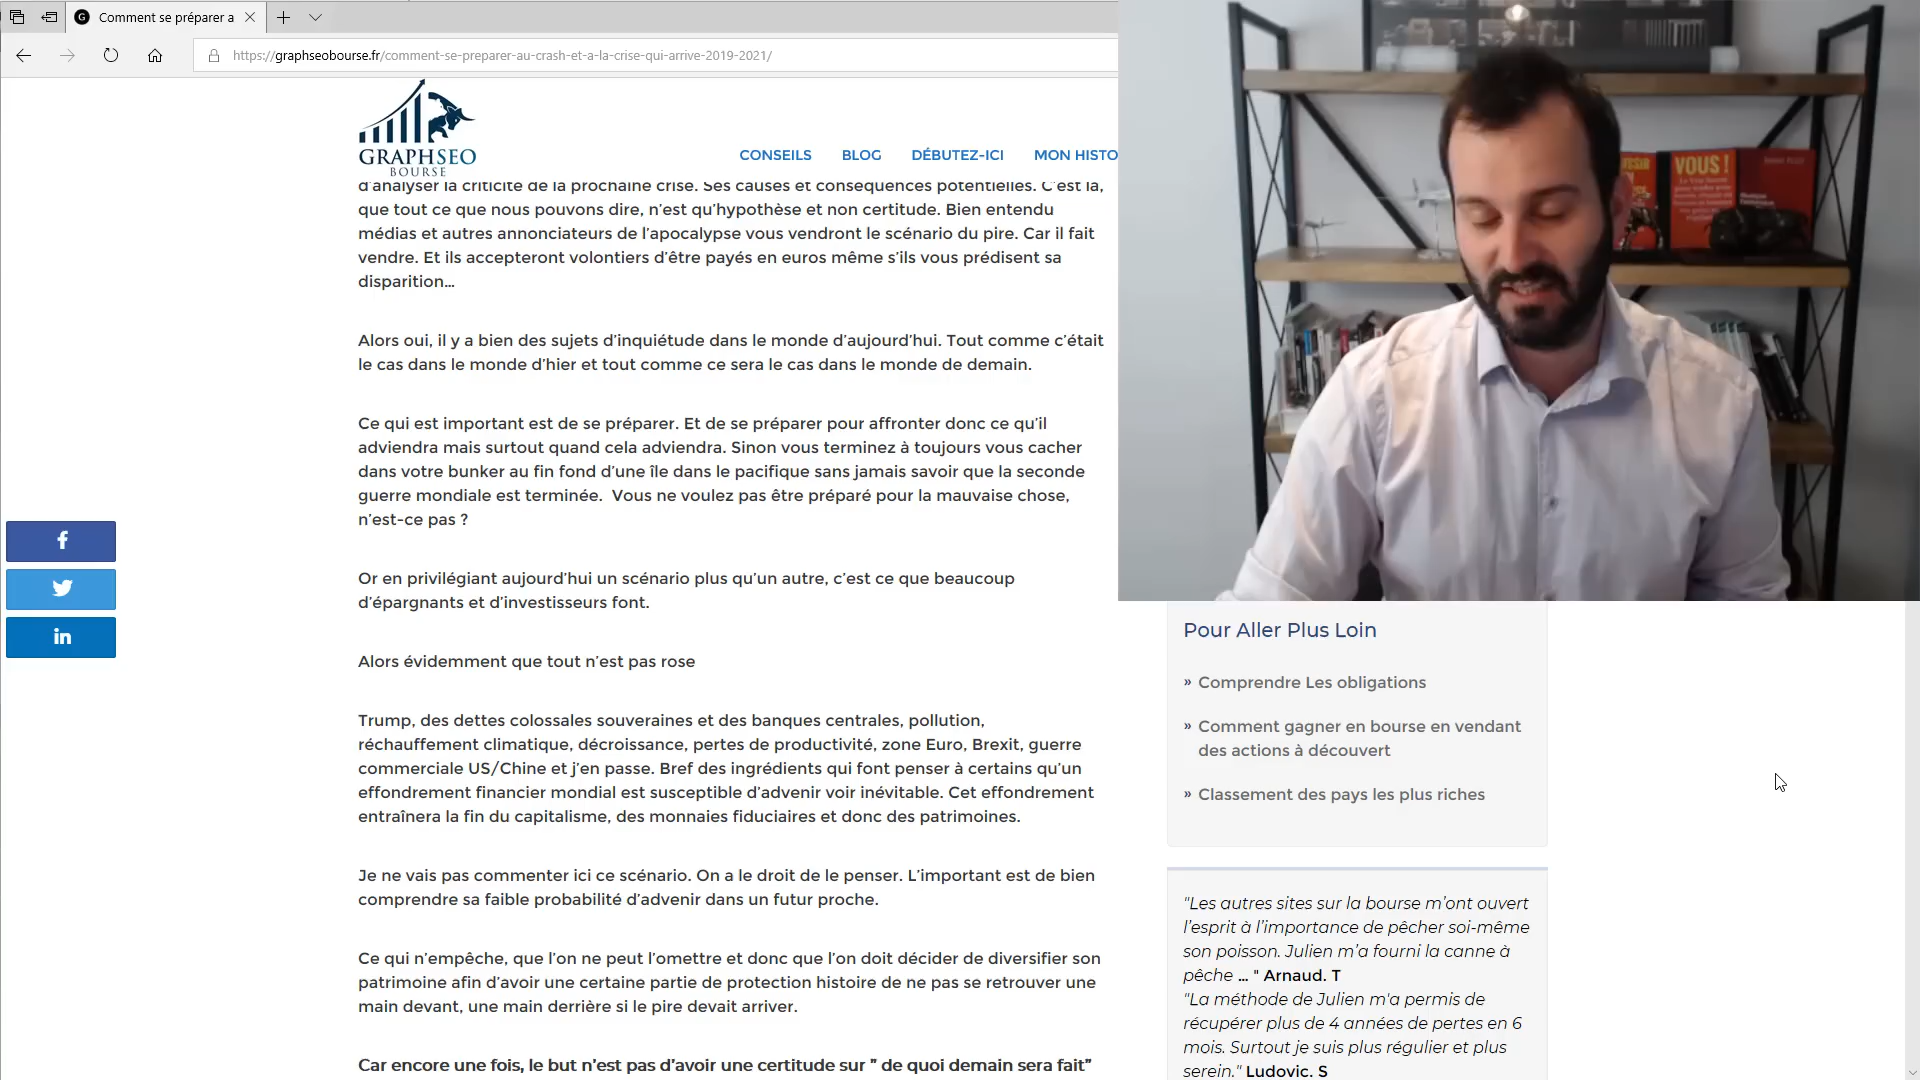 Comment se préparer a
https://graphseobourse.fr/comment-se-preparer-au-crash-et-a-la-crise-qui-arrive-2019-2021/
GRAPHSEO
BOURSE
CONSEILS BLOG DÉBUTEZ-ICI MON HISTO
d'analyser la criticité de la prochaine crise. Ses causes et conséquences potentielles. C'est là,
que tout ce que nous pouvons dire, n'est qu'hypothèse et non certitude. Bien entendu
médias et autres annonciateurs de l'apocalypse vous vendront le scénario du pire. Car il fait
vendre. Et ils accepteront volontiers d'être payés en euros même s'ils vous prédisent sa
disparition...
Alors oui, il y a bien des sujets d'inquiétude dans le monde d'aujourd'hui. Tout comme c'était
le cas dans le monde d'hier et tout comme ce sera le cas dans le monde de demain.
Ce qui est important est de se préparer. Et de se préparer pour affronter donc ce qu'il
adviendra mais surtout quand cela adviendra. Sinon vous terminez à toujours vous cacher
dans votre bunker au fin fond d'une île dans le pacifique sans jamais savoir que la seconde
guerre mondiale est terminée.  Vous ne voulez pas être préparé pour la mauvaise chose,
n'est-ce pas ?
Or en privilégiant aujourd'hui un scénario plus qu'un autre, c'est ce que beaucoup
d'épargnants et d'investisseurs font.
Alors évidemment que tout n'est pas rose
Trump, des dettes colossales souveraines et des banques centrales, pollution,
réchauffement climatique, décroissance, pertes de productivité, zone Euro, Brexit, guerre
commerciale US/Chine et j'en passe. Bref des ingrédients qui font penser à certains qu'un
effondrement financier mondial est susceptible d'advenir voir inévitable. Cet effondrement
entraînera la fin du capitalisme, des monnaies fiduciaires et donc des patrimoines.
Je ne vais pas commenter ici ce scénario. On a le droit de le penser. L'important est de bien
comprendre sa faible probabilité d'advenir dans un futur proche.
Ce qui n'empêche, que l'on ne peut l'omettre et donc que l'on doit décider de diversifier son
patrimoine afin d'avoir une certaine partie de protection histoire de ne pas se retrouver une
main devant, une main derrière si le pire devait arriver.
Car encore une fois, le but n'est pas d'avoir une certitude sur " de quoi demain sera fait"
VOUS !
Pour Aller Plus Loin
» Comprendre Les obligations
» Comment gagner en bourse en vendant
des actions à découvert
» Classement des pays les plus riches
"Les autres sites sur la bourse m'ont ouvert
l'esprit à l'importance de pêcher soi-même
son poisson. Julien m'a fourni la canne à
pêche ... " Arnaud. T
"La méthode de Julien m'a permis de
récupérer plus de 4 années de pertes en 6
mois. Surtout je suis plus régulier et plus
serein." Ludovic. S